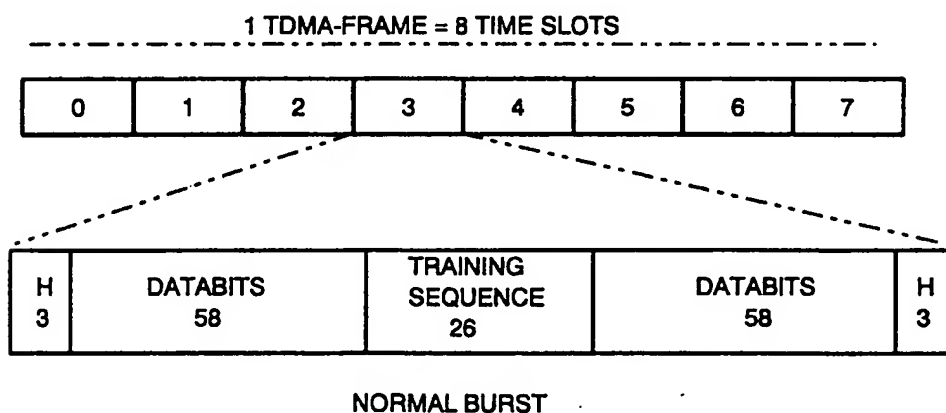 1 TDMA-FRAME = 8 TIME SLOTS
0 1 2 3 4 5 6 7
H DATABITS TRAINING SEQUENCE DATABITS H
3 58 26 58 3
NORMAL BURST